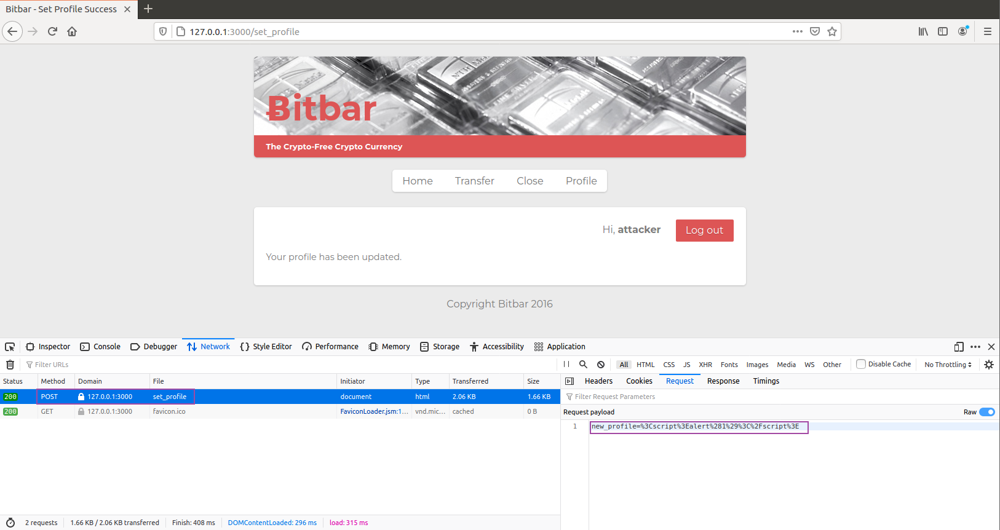 Bitbar - Set Profile Success
127.0.0.1:3000/set_profile
Ƀitbar
The Crypto-Free Crypto Currency
Home Transfer Close Profile
Hi, attacker Log out
Your profile has been updated.
Copyright Bitbar 2016
Inspector Console Debugger Network Style Editor Performance Memory Storage Accessibility Application
Filter URLs All HTML CSS JS XHR Fonts Images Media WS Other Disable Cache No Throttling
Status Method Domain File Initiator Type Transferred Size Headers Cookies Request Response Timings
200 POST 127.0.0.1:3000 set_profile document html 2.06 KB 1.66 KB Filter Request Parameters
200 GET 127.0.0.1:3000 favicon.ico FaviconLoader.jsm:1... vnd.mic... cached 0 B Request payload Raw
1 new_profile=%3Cscript%3Ealert%281%29%3C%2Fscript%3E
2 requests 1.66 KB / 2.06 KB transferred Finish: 408 ms DOMContentLoaded: 296 ms load: 315 ms